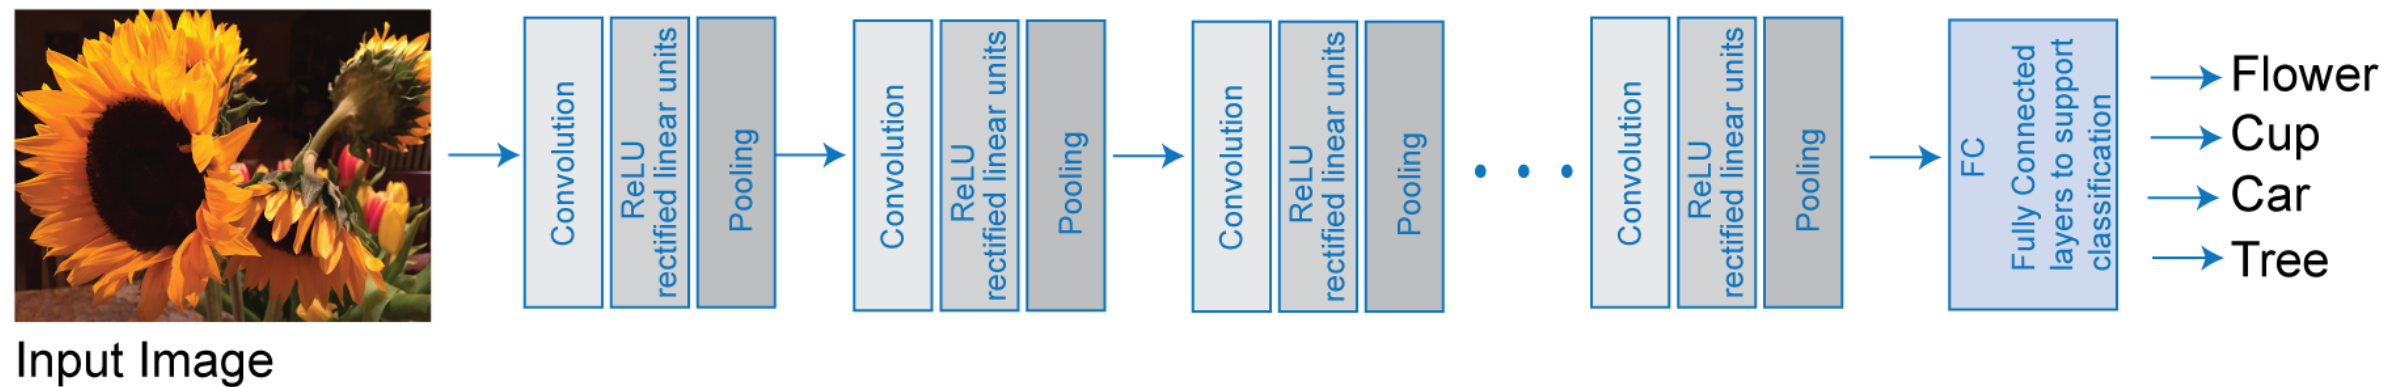 Input Image
Convolution
ReLU
rectified linear units
Pooling
Convolution
ReLU
rectified linear units
Pooling
Convolution
ReLU
rectified linear units
Pooling
• • •
Convolution
ReLU
rectified linear units
Pooling
FC
Fully Connected
layers to support
classification
Flower
Cup
Car
Tree